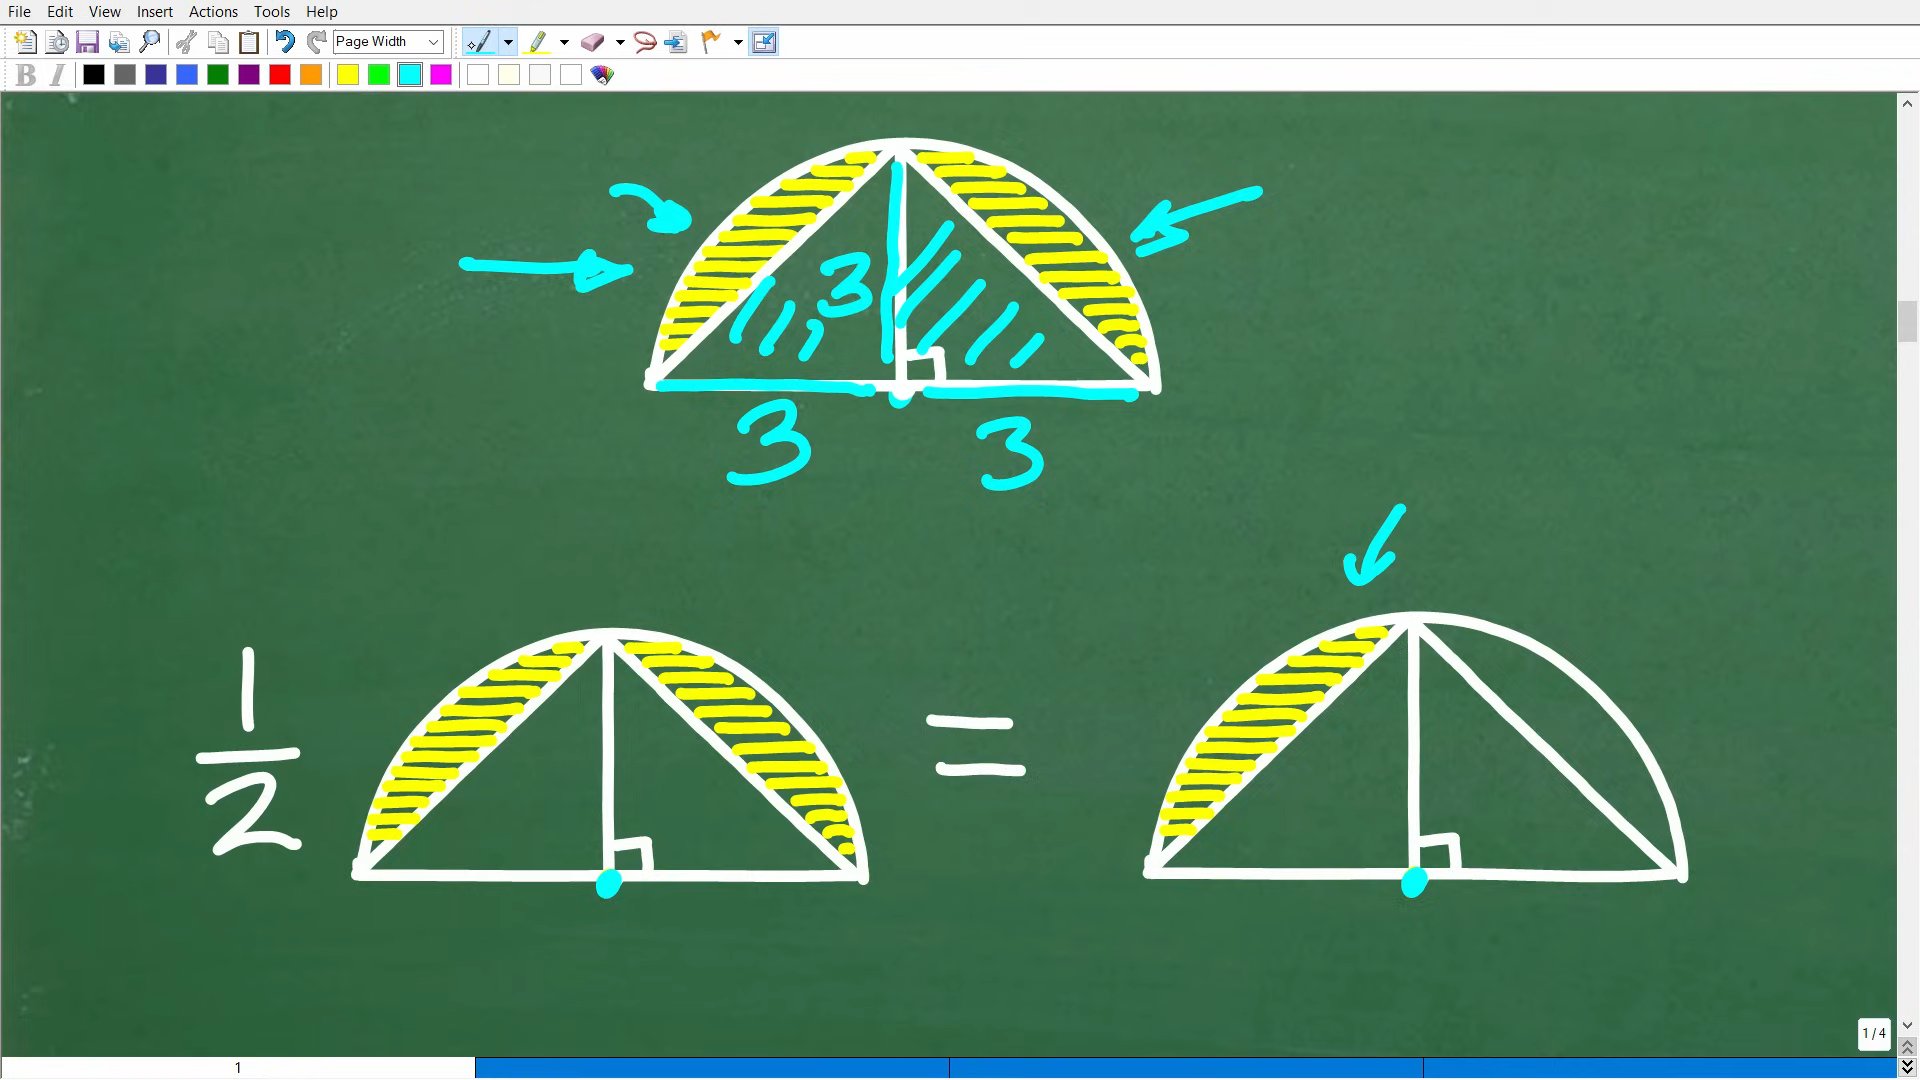 File Edit View Insert Actions Tools Help
Page Width
B I
3
3 3
1
2
=
1 / 4
1